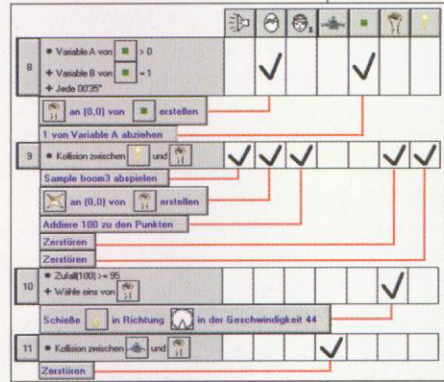 8
• Variable A von > 0
+ Variable B von = 1
+ Jede 00'35"
an (0,0) von erstellen
1 von Variable A abziehen
9 • Kollision zwischen und
Sample boom3 abspielen
an (0,0) von erstellen
Addiere 100 zu den Punkten
Zerstören
Zerstören
10 • Zufall(100) >= 95
+ Wähle eins von
Schieße in Richtung in der Geschwindigkeit 44
11 • Kollision zwischen und
Zerstören